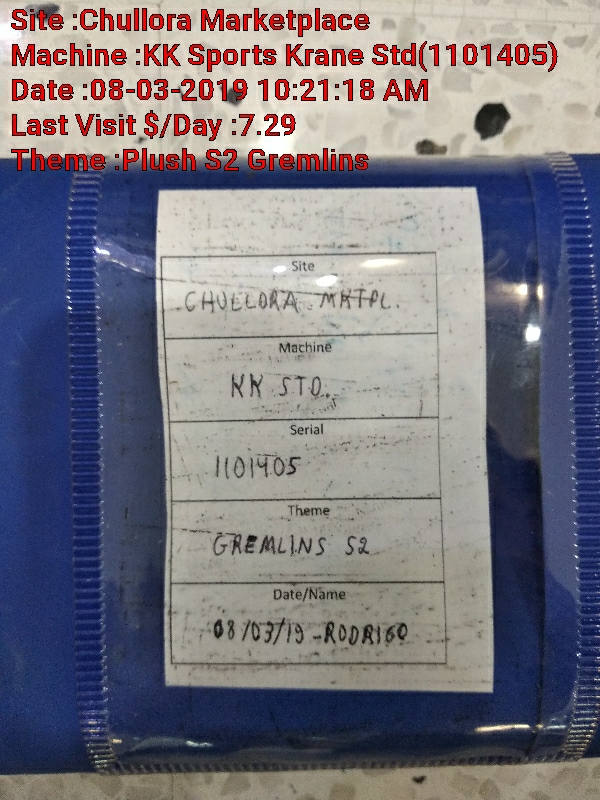 Site :Chullora Marketplace
Machine :KK Sports Krane Std(1101405)
Date :08-03-2019 10:21:18 AM
Last Visit $/Day :7.29
Theme :Plush S2 Gremlins
Site
CHULLORA MKTPL.
Machine
KK STD.
Serial
1101405
Theme
GREMLINS S2
Date/Name
08/03/19 -RODRIGO